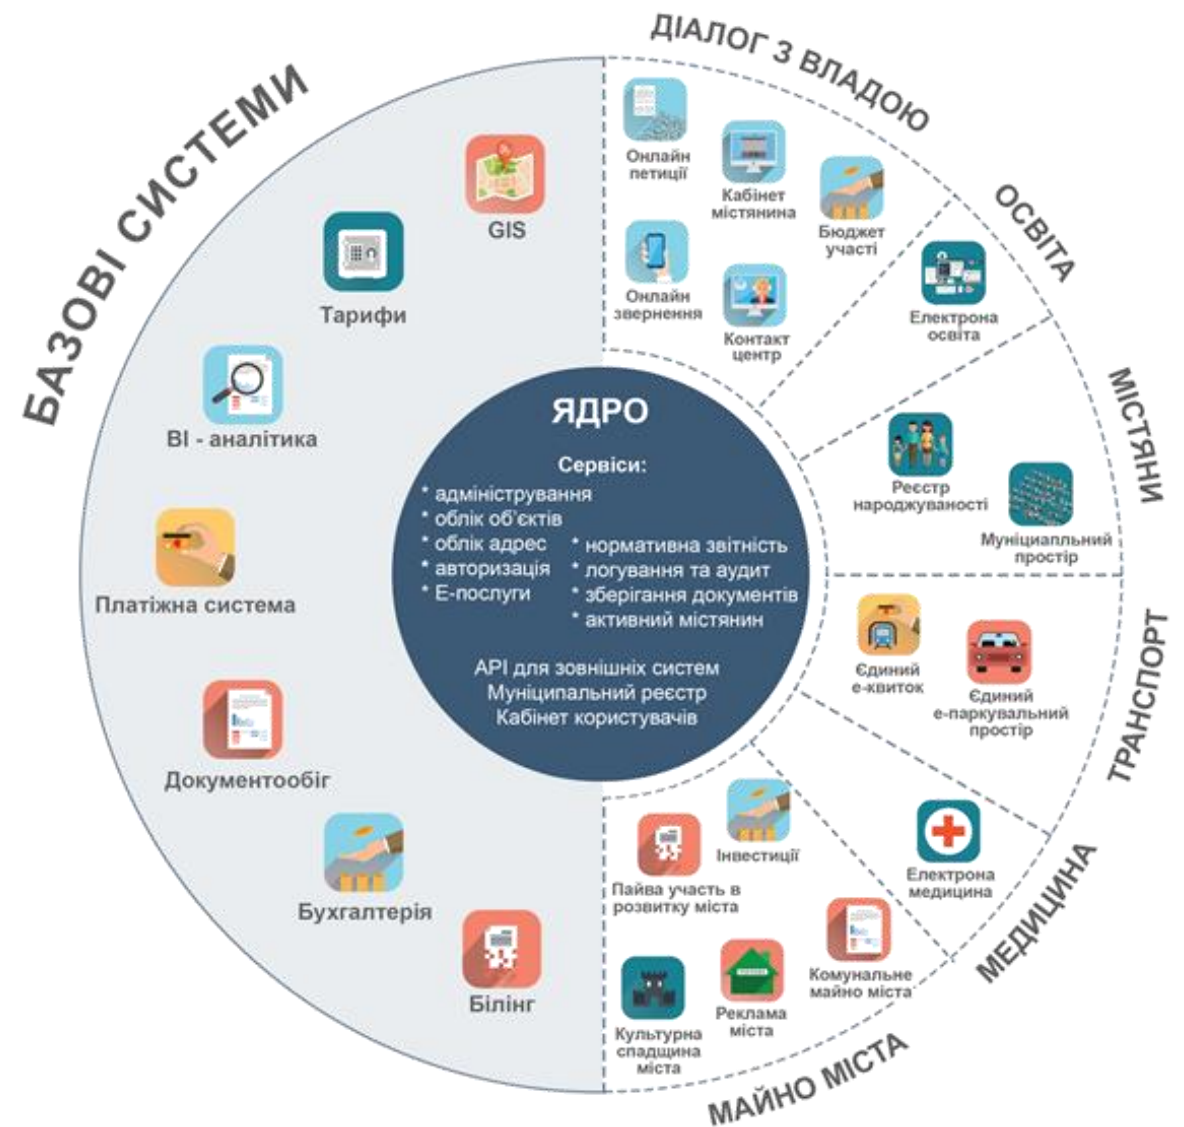 БАЗОВІ СИСТЕМИ
GIS
Тарифи
BI - аналітика
Платіжна система
Документообіг
Бухгалтерія
Білінг
ЯДРО
Сервіси:
* адміністрування
* облік об'єктів
* облік адрес
* авторизація
* Е-послуги
* нормативна звітність
* логування та аудит
* зберігання документів
* активний містянин
АРІ для зовнішніх систем
Муніципальний реєстр
Кабінет користувачів
ДІАЛОГ З ВЛАДОЮ
Онлайн
петиції
Кабінет
містянина
Бюджет
участі
Онлайн
звернення
Контакт
центр
ОСВІТА
Електрона
освіта
МІСТЯНИ
Реєстр
народжуваності
Муніциапльний
простір
ТРАНСПОРТ
Єдиний
е-квиток
Єдиний
е-паркувальний
простір
МЕДИЦИНА
Електрона
медицина
МАЙНО МІСТА
Інвестиції
Пайва участь в
розвитку міста
Комунальне
майно міста
Реклама
міста
Культурна
спадщина
міста